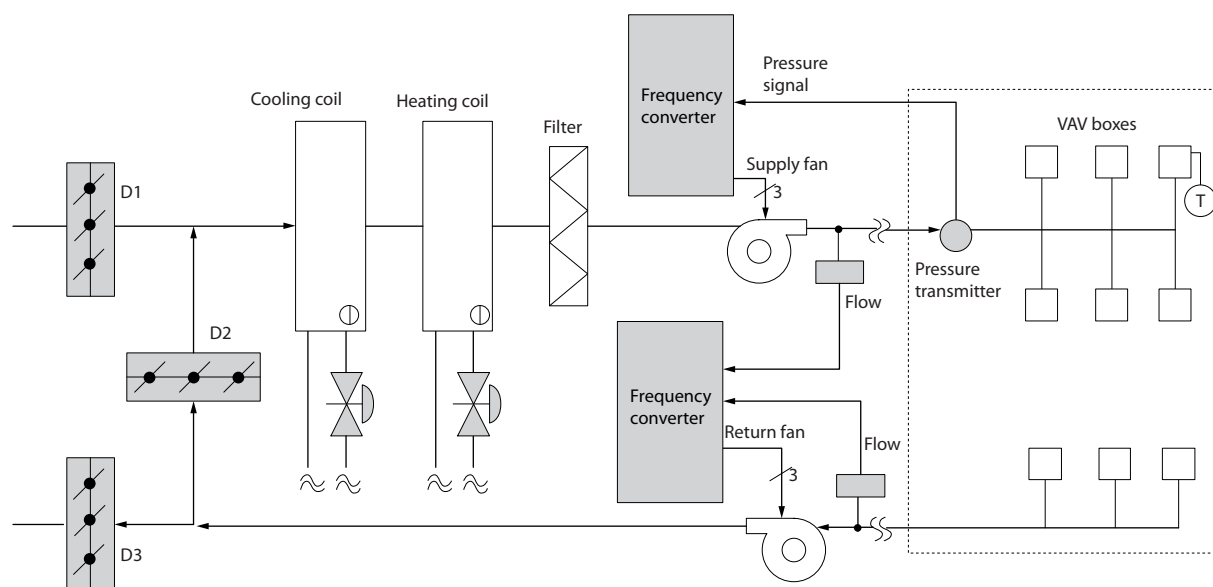 Cooling coil
Heating coil
Filter
Frequency
converter
Pressure
signal
VAV boxes
D1
Supply fan
3
T
Pressure
transmitter
Flow
D2
Frequency
converter
Return fan
3
Flow
D3